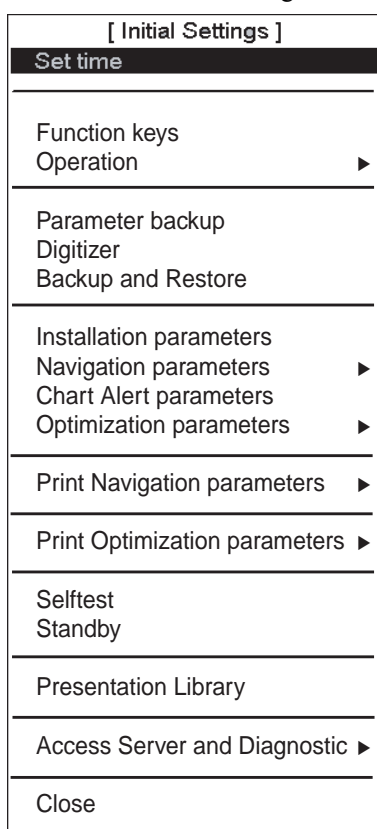 [ Initial Settings ]
Set time
Function keys
Operation ▶
Parameter backup
Digitizer
Backup and Restore
Installation parameters
Navigation parameters ▶
Chart Alert parameters
Optimization parameters ▶
Print Navigation parameters ▶
Print Optimization parameters ▶
Selftest
Standby
Presentation Library
Access Server and Diagnostic ▶
Close